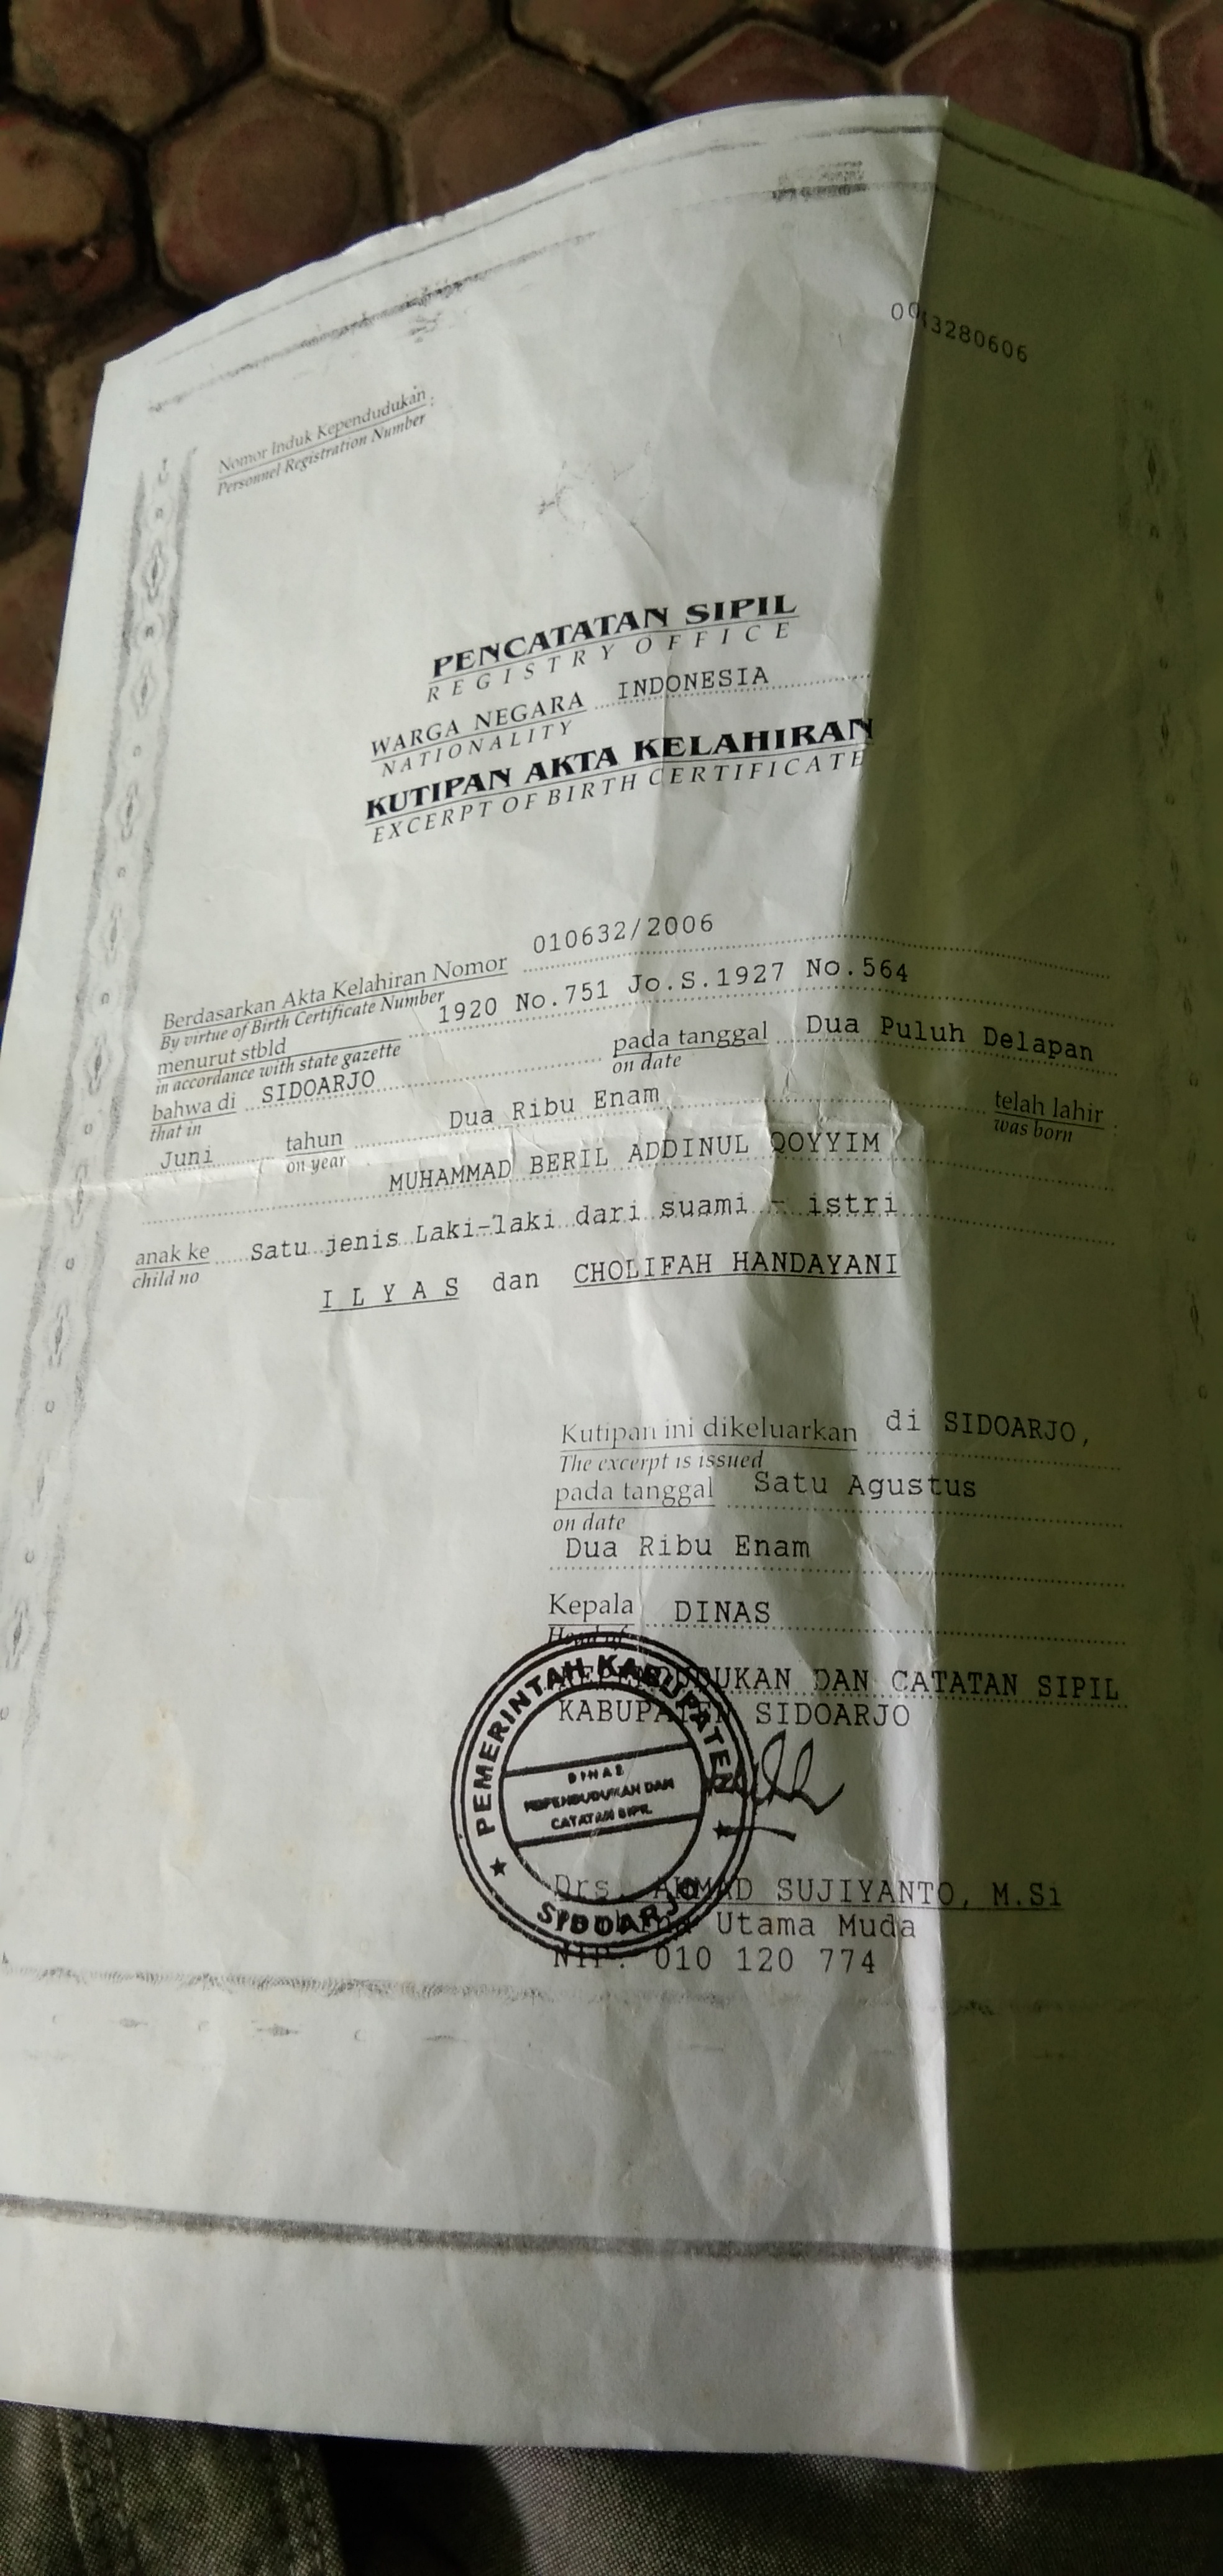 3280606
Nomor Induk Kependudukan :
Personnel Registration Number
PENCATATAN SIPIL
REGISTRY OFFICE
WARGA NEGARA INDONESIA
NATIONALITY
KUTIPAN AKTA KELAHIRAN
EXCERPT OF BIRTH CERTIFICATE
Berdasarkan Akta Kelahiran Nomor 010632/2006
By virtue of Birth Certificate Number
menurut stbld 1920 No.751 Jo.S.1927 No.564
in accordance with state gazette
bahwa di SIDOARJO pada tanggal Dua Puluh Delapan
that in on date
Juni tahun Dua Ribu Enam telah lahir :
on year was born
MUHAMMAD BERIL ADDINUL QOYYIM
anak ke Satu jenis Laki-laki dari suami - istri
child no
I L Y A S dan CHOLIFAH HANDAYANI
Kutipan ini dikeluarkan di SIDOARJO,
The excerpt is issued
pada tanggal Satu Agustus
on date
Dua Ribu Enam
Kepala DINAS
Head of
KEPENDUDUKAN DAN CATATAN SIPIL
KABUPATEN SIDOARJO
PEMERINTAH KABUPATEN
DINAS
KEPENDUDUKAN DAN
CATATAN SIPIL
SIDOARJO
Drs. AHMAD SUJIYANTO, M.Si
Utama Muda
NIP. 010 120 774